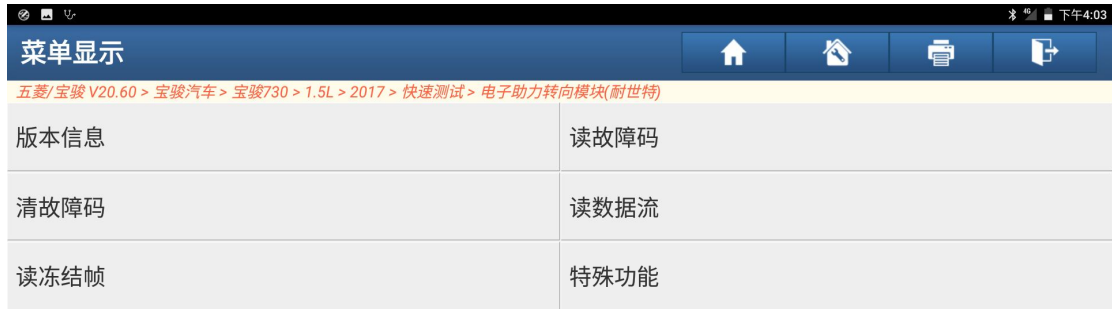 4G 下午4:03
菜单显示
五菱/宝骏 V20.60 > 宝骏汽车 > 宝骏730 > 1.5L > 2017 > 快速测试 > 电子助力转向模块(耐世特)
版本信息 读故障码
清故障码 读数据流
读冻结帧 特殊功能